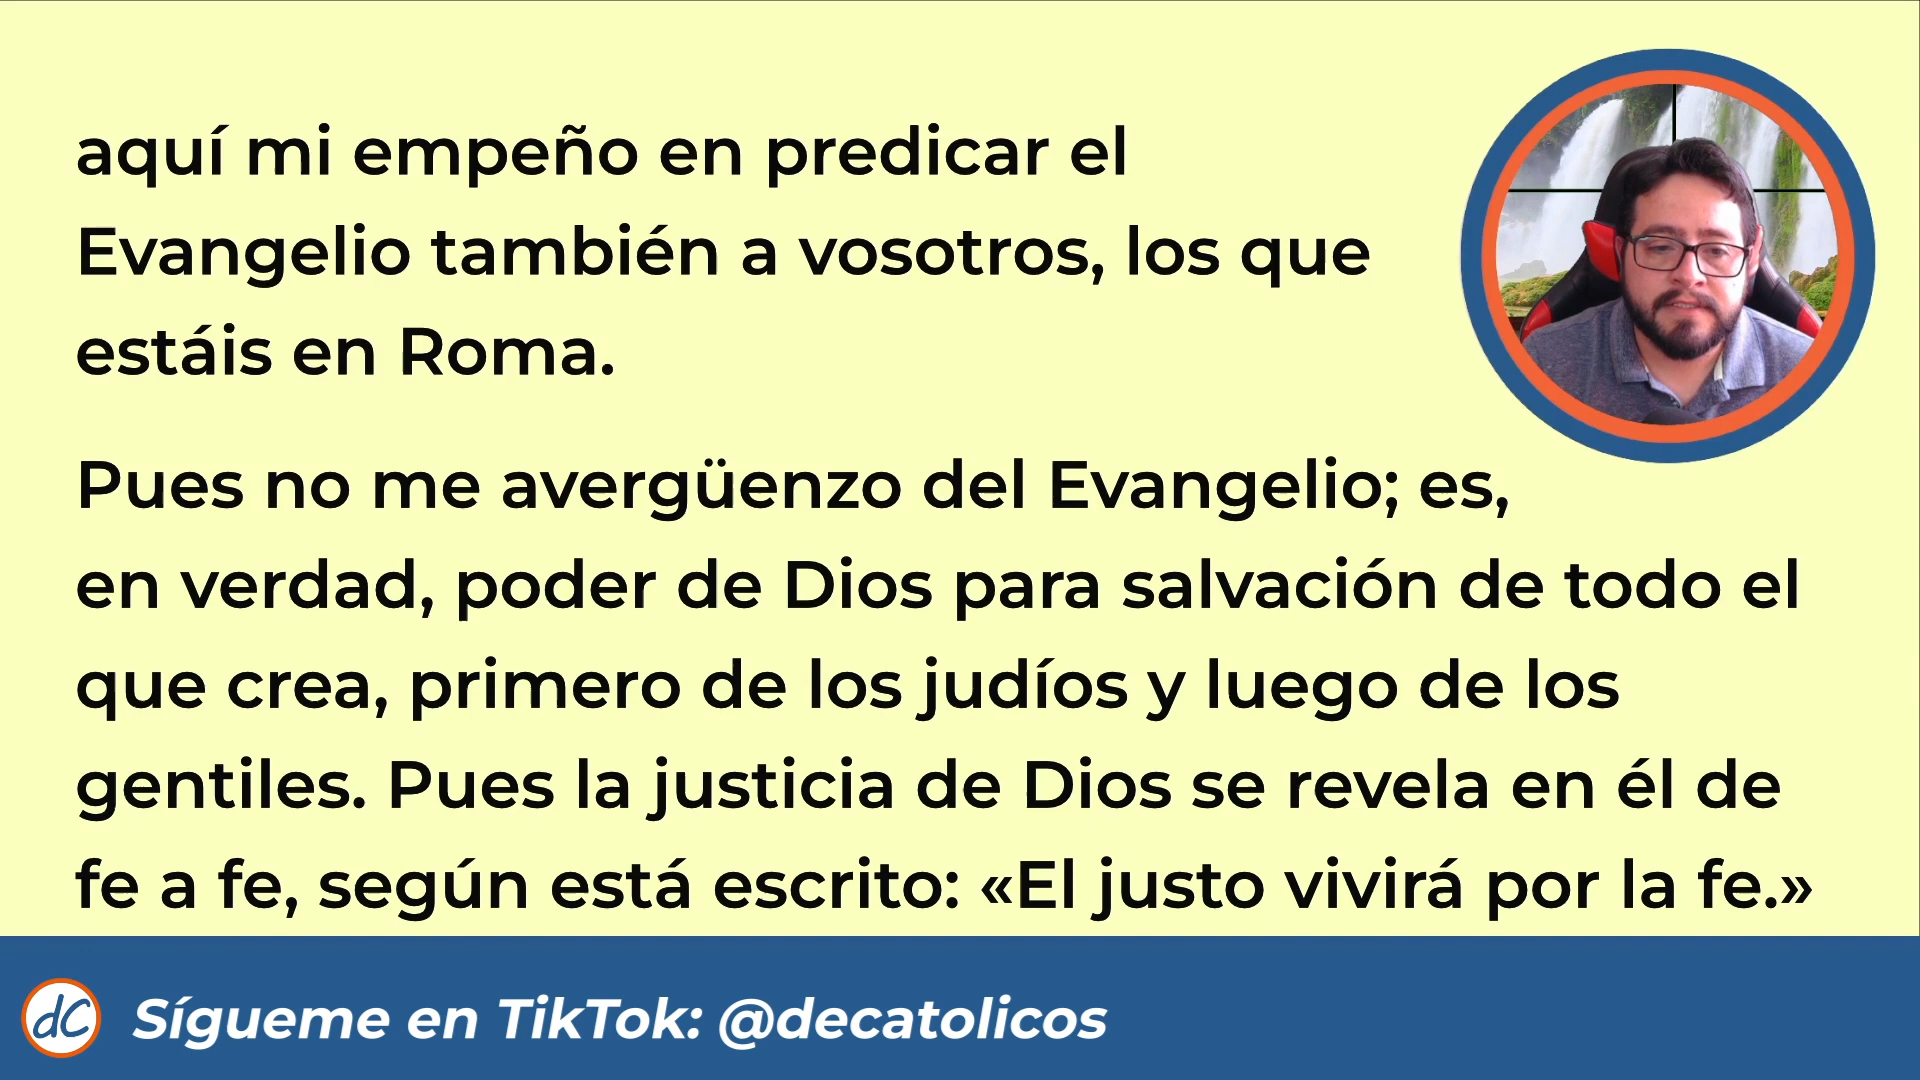 aquí mi empeño en predicar el
Evangelio también a vosotros, los que
estáis en Roma.
Pues no me avergüenzo del Evangelio; es,
en verdad, poder de Dios para salvación de todo el
que crea, primero de los judíos y luego de los
gentiles. Pues la justicia de Dios se revela en él de
fe a fe, según está escrito: «El justo vivirá por la fe.»
dC
Sígueme en TikTok: @decatolicos